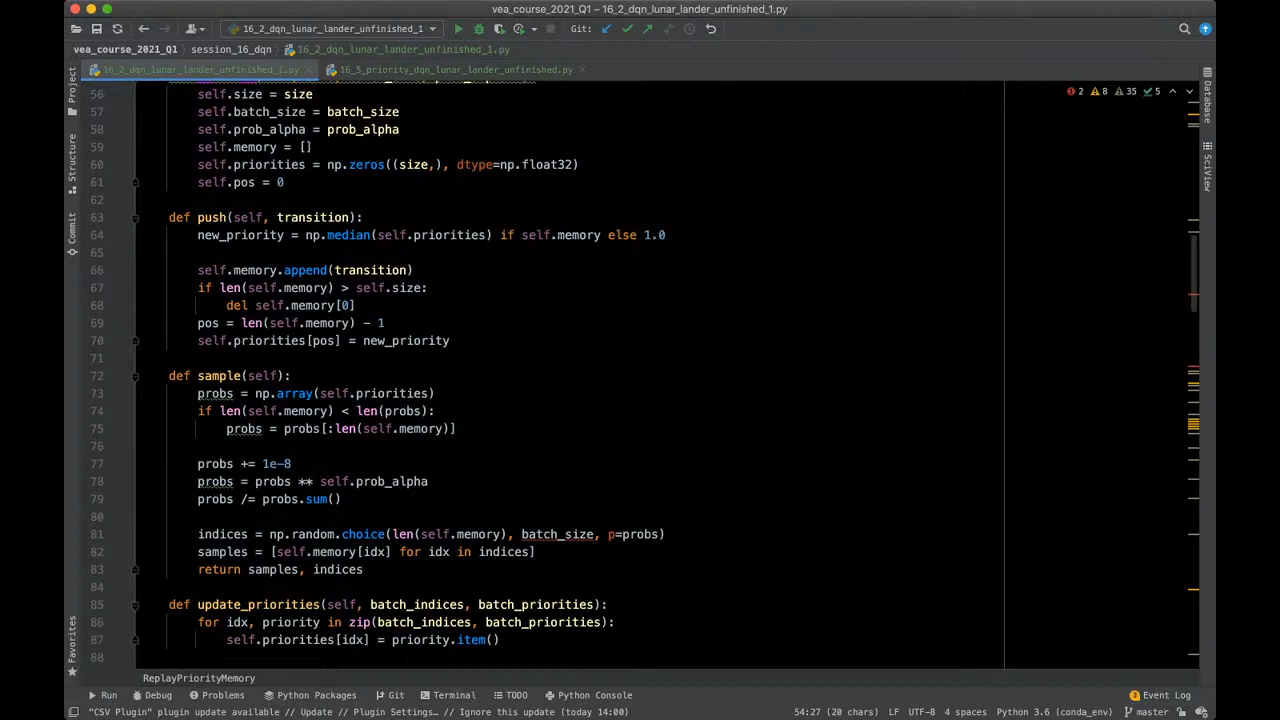 vea_course_2021_Q1 – 16_2_dqn_lunar_lander_unfinished_1.py
16_2_dqn_lunar_lander_unfinished_1 Git:
vea_course_2021_Q1 session_16_dqn 16_2_dqn_lunar_lander_unfinished_1.py
16_2_dqn_lunar_lander_unfinished_1.py 16_5_priority_dqn_lunar_lander_unfinished.py
2 8 35 5
56 self.size = size
57 self.batch_size = batch_size
58 self.prob_alpha = prob_alpha
59 self.memory = []
60 self.priorities = np.zeros((size,), dtype=np.float32)
61 self.pos = 0
62
63 def push(self, transition):
64 new_priority = np.median(self.priorities) if self.memory else 1.0
65
66 self.memory.append(transition)
67 if len(self.memory) > self.size:
68 del self.memory[0]
69 pos = len(self.memory) - 1
70 self.priorities[pos] = new_priority
71
72 def sample(self):
73 probs = np.array(self.priorities)
74 if len(self.memory) < len(probs):
75 probs = probs[:len(self.memory)]
76
77 probs += 1e-8
78 probs = probs ** self.prob_alpha
79 probs /= probs.sum()
80
81 indices = np.random.choice(len(self.memory), batch_size, p=probs)
82 samples = [self.memory[idx] for idx in indices]
83 return samples, indices
84
85 def update_priorities(self, batch_indices, batch_priorities):
86 for idx, priority in zip(batch_indices, batch_priorities):
87 self.priorities[idx] = priority.item()
88
Project
Structure
Commit
Favorites
Database
SciView
ReplayPriorityMemory
Run Debug Problems Python Packages Git Terminal TODO Python Console 3 Event Log
"CSV Plugin" plugin update available // Update // Plugin Settings… // Ignore this update (today 14:00) 54:27 (20 chars) LF UTF-8 4 spaces Python 3.6 (conda_env) master